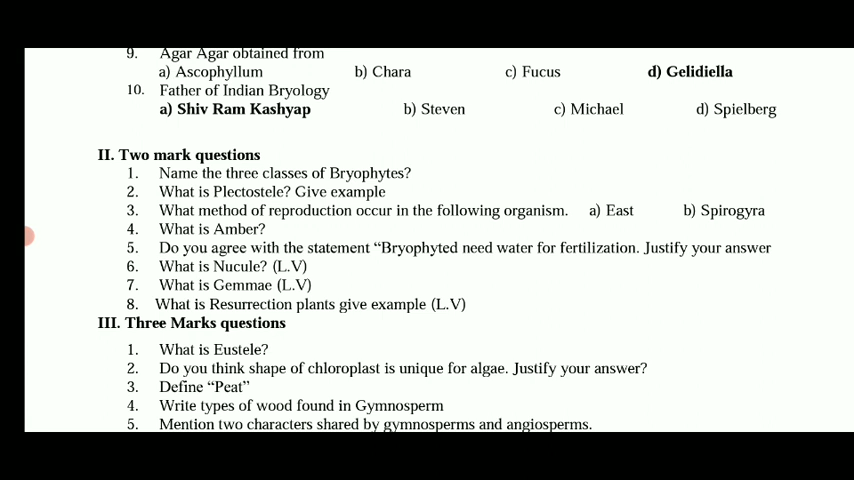 9. Agar Agar obtained from
a) Ascophyllum b) Chara c) Fucus d) Gelidiella
10. Father of Indian Bryology
a) Shiv Ram Kashyap b) Steven c) Michael d) Spielberg
II. Two mark questions
1. Name the three classes of Bryophytes?
2. What is Plectostele? Give example
3. What method of reproduction occur in the following organism. a) East b) Spirogyra
4. What is Amber?
5. Do you agree with the statement “Bryophyted need water for fertilization. Justify your answer
6. What is Nucule? (L.V)
7. What is Gemmae (L.V)
8. What is Resurrection plants give example (L.V)
III. Three Marks questions
1. What is Eustele?
2. Do you think shape of chloroplast is unique for algae. Justify your answer?
3. Define “Peat”
4. Write types of wood found in Gymnosperm
5. Mention two characters shared by gymnosperms and angiosperms.